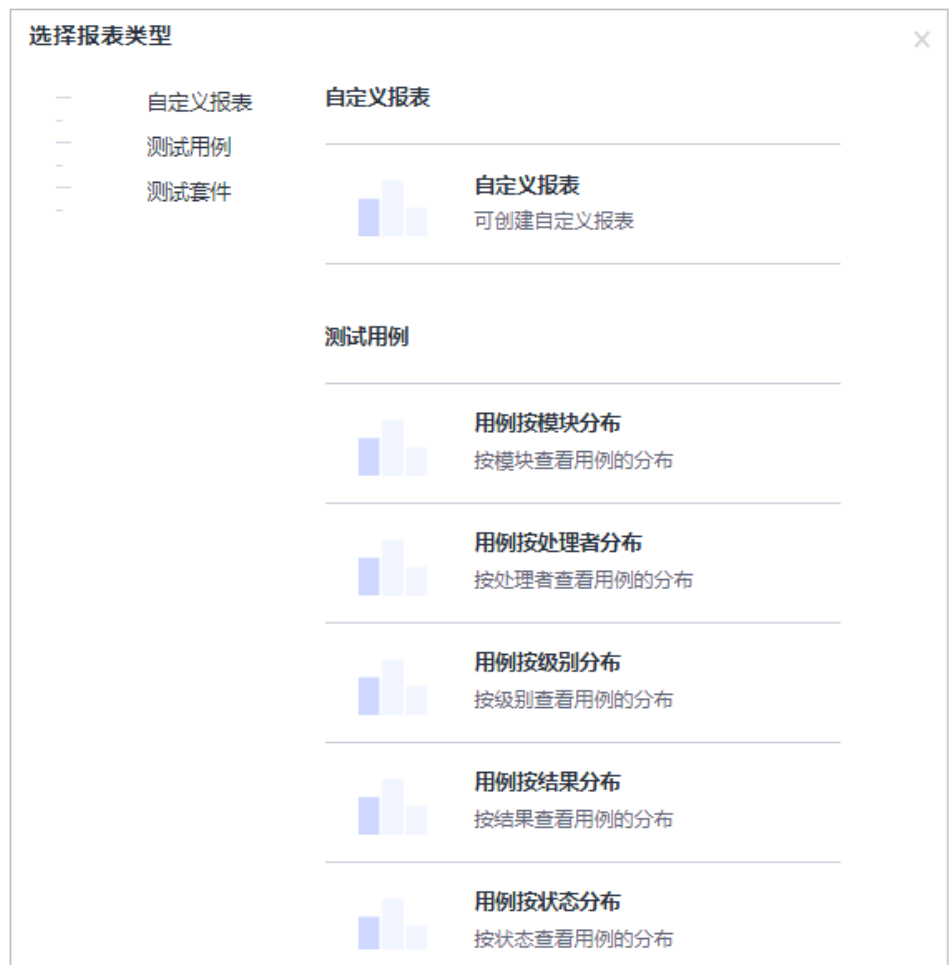 选择报表类型
自定义报表
测试用例
测试套件
自定义报表
自定义报表
可创建自定义报表
测试用例
用例按模块分布
按模块查看用例的分布
用例按处理者分布
按处理者查看用例的分布
用例按级别分布
按级别查看用例的分布
用例按结果分布
按结果查看用例的分布
用例按状态分布
按状态查看用例的分布